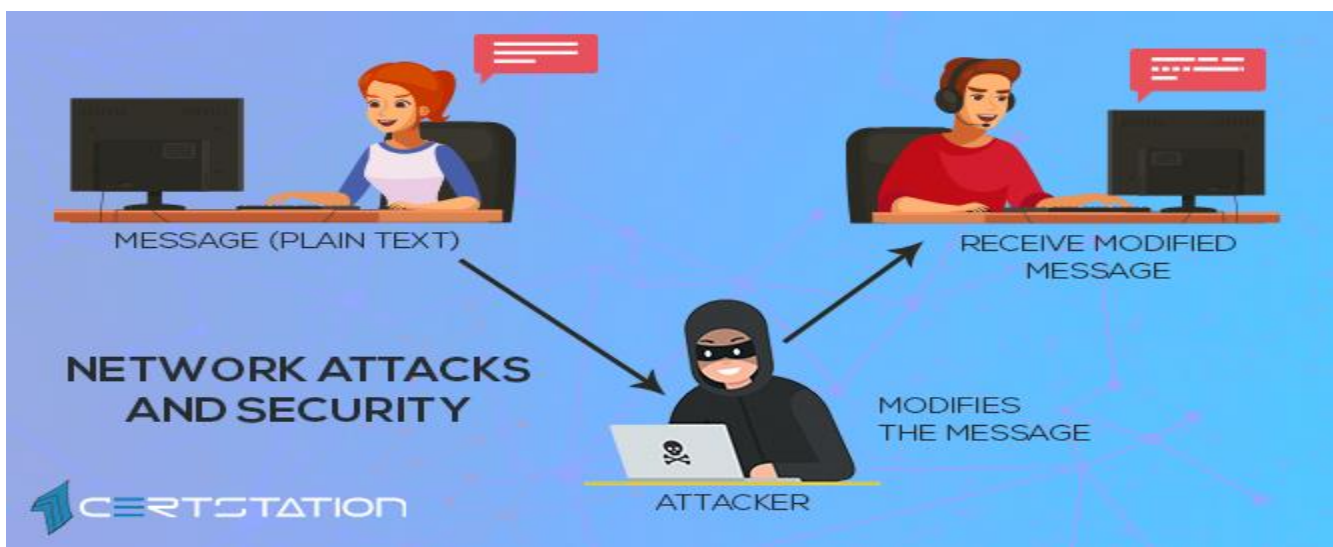 MESSAGE (PLAIN TEXT)
RECEIVE MODIFIED
MESSAGE
NETWORK ATTACKS
AND SECURITY
MODIFIES
THE MESSAGE
ATTACKER
CERTSTATION